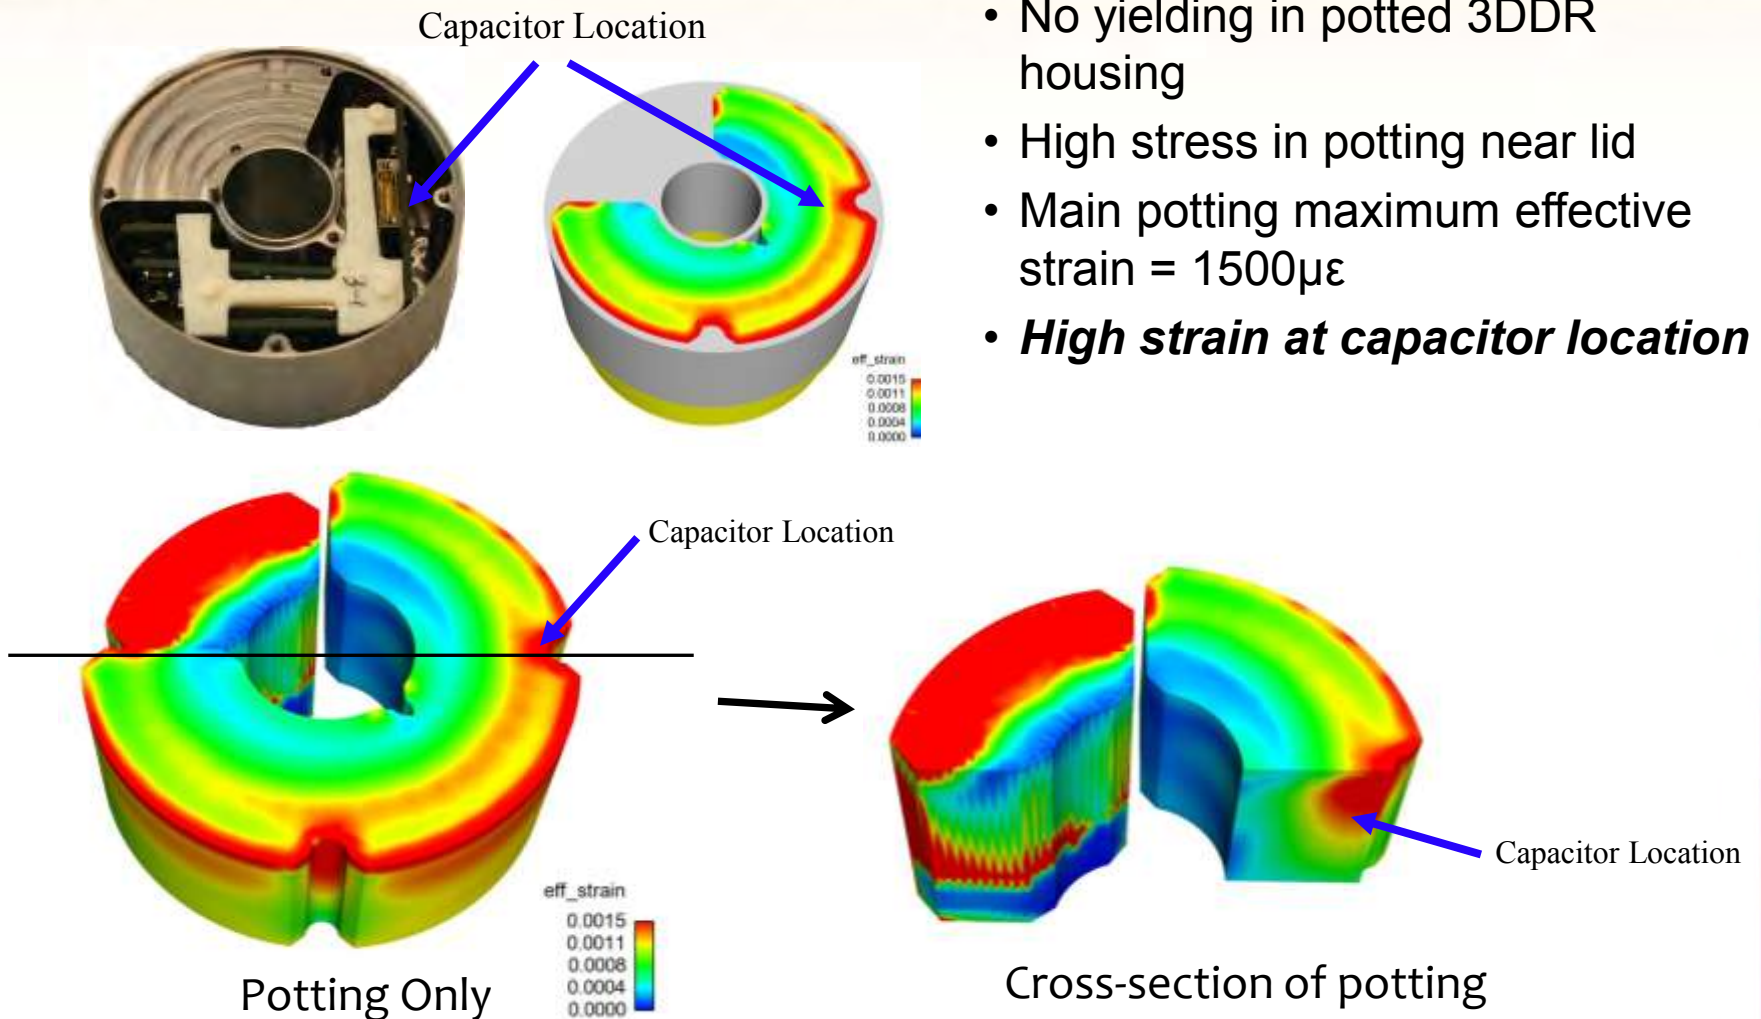 Capacitor Location
• No yielding in potted 3DDR
housing
• High stress in potting near lid
• Main potting maximum effective
strain = 1500µε
• High strain at capacitor location
eff_strain
0.0015
0.0011
0.0008
0.0004
0.0000
Capacitor Location
Capacitor Location
eff_strain
0.0015
0.0011
0.0008
0.0004
0.0000
Potting Only
Cross-section of potting